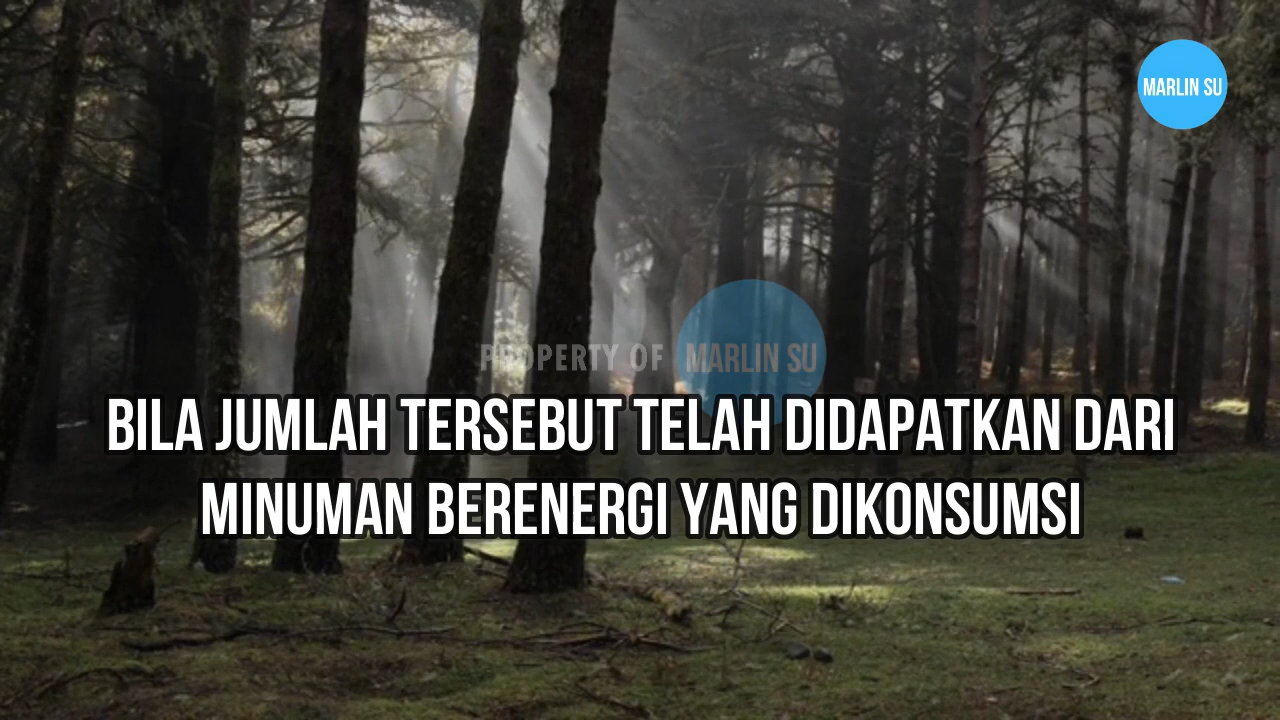 MARLIN SU
PROPERTY OF MARLIN SU
BILA JUMLAH TERSEBUT TELAH DIDAPATKAN DARI
MINUMAN BERENERGI YANG DIKONSUMSI